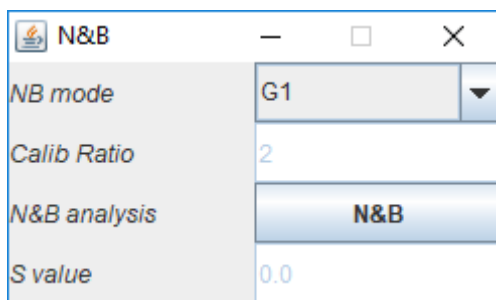 N&B
NB mode G1
Calib Ratio 2
N&B analysis N&B
S value 0.0